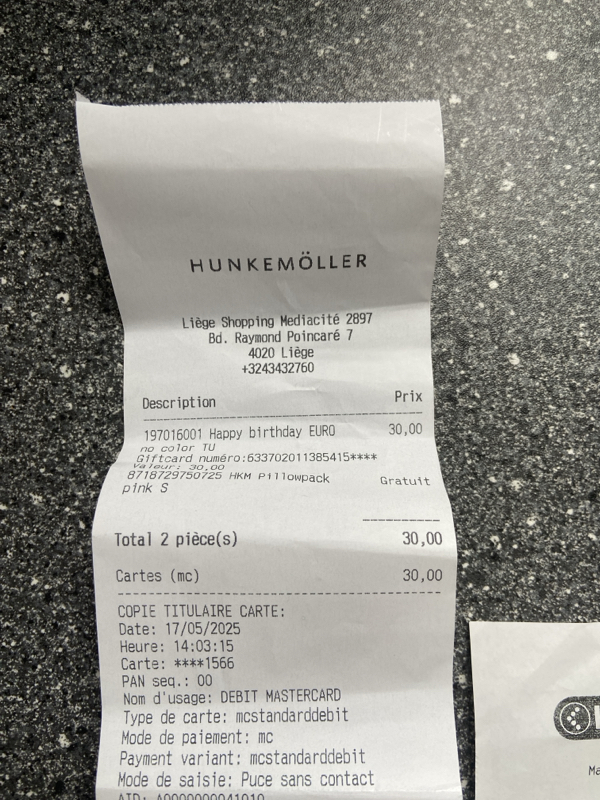 HUNKEMÖLLER
Liège Shopping Mediacité 2897
Bd. Raymond Poincaré 7
4020 Liège
+3243432760
Description Prix
197016001 Happy birthday EURO 30,00
no color TU
Giftcard numéro:633702011385415****
Valeur: 30,00
8718729750725 HKM Pillowpack Gratuit
pink S
Total 2 pièce(s) 30,00
Cartes (mc) 30,00
COPIE TITULAIRE CARTE:
Date: 17/05/2025
Heure: 14:03:15
Carte: ****1566
PAN seq.: 00
Nom d'usage: DEBIT MASTERCARD
Type de carte: mcstandarddebit
Mode de paiement: mc
Payment variant: mcstandarddebit
Mode de saisie: Puce sans contact
AID: A0000000041010